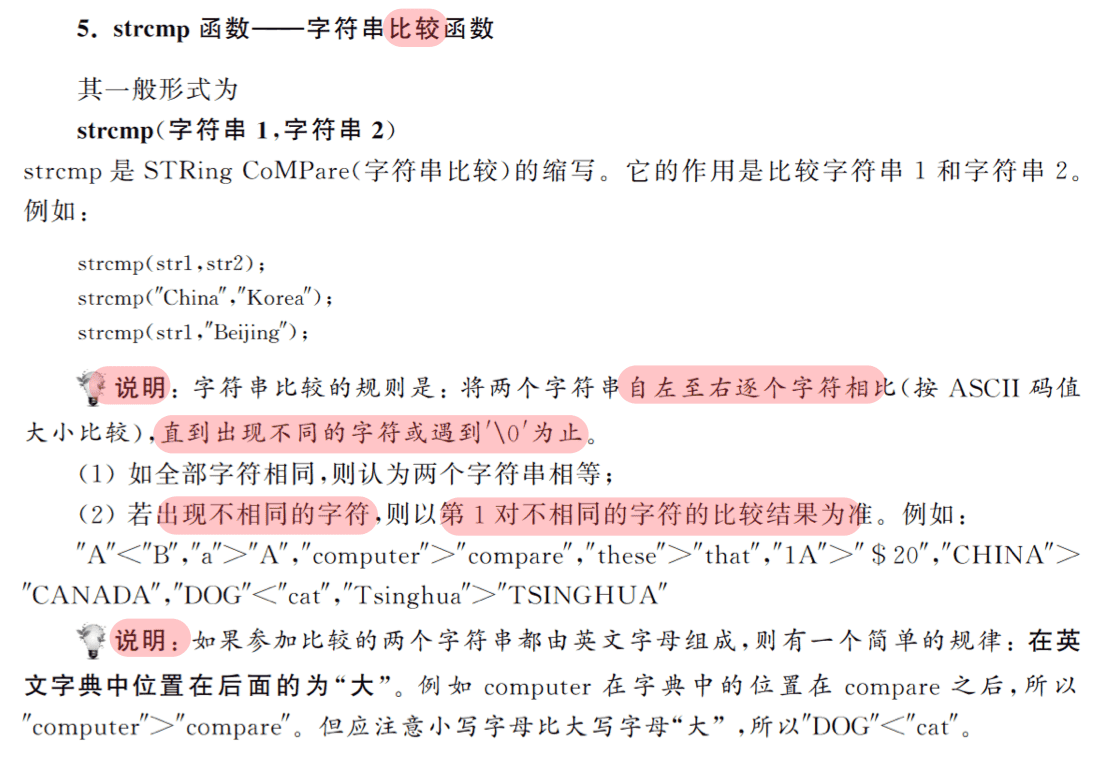 5. strcmp 函数——字符串比较函数
其一般形式为
strcmp(字符串 1,字符串 2)
strcmp 是 STRing CoMPare(字符串比较)的缩写。它的作用是比较字符串 1 和字符串 2。
例如:
strcmp(str1,str2);
strcmp("China","Korea");
strcmp(str1,"Beijing");
说明:字符串比较的规则是:将两个字符串自左至右逐个字符相比(按 ASCII 码值
大小比较),直到出现不同的字符或遇到'\0'为止。
(1) 如全部字符相同,则认为两个字符串相等;
(2) 若出现不相同的字符,则以第 1 对不相同的字符的比较结果为准。例如:
"A"<"B","a">"A","computer">"compare","these">"that","1A">"$20","CHINA">
"CANADA","DOG"<"cat","Tsinghua">"TSINGHUA"
说明:如果参加比较的两个字符串都由英文字母组成,则有一个简单的规律:在英
文字典中位置在后面的为“大”。例如 computer 在字典中的位置在 compare 之后,所以
"computer">"compare"。但应注意小写字母比大写字母“大”,所以"DOG"<"cat"。